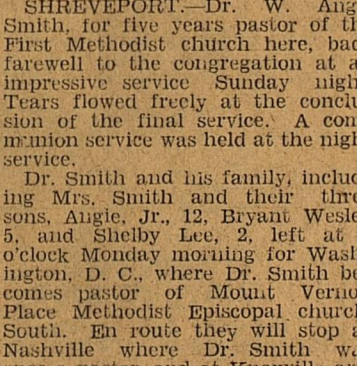 SHREVEPORT.—Dr. W. Ang
Smith, for five years pastor of th
First Methodist church here, bad
farewell to the congregation at a
impressive service Sunday nigh
Tears flowed freely at the conclu
sion of the final service. A com
munion service was held at the nigh
service.
Dr. Smith and his family, includ
ing Mrs. Smith and their thre
sons, Angie, Jr., 12, Bryant Wesle
5, and Shelby Lee, 2, left at
o'clock Monday morning for Wash
ington, D. C., where Dr. Smith be
comes pastor of Mount Verno
Place Methodist Episcopal church
South. En route they will stop a
Nashville where Dr. Smith wa